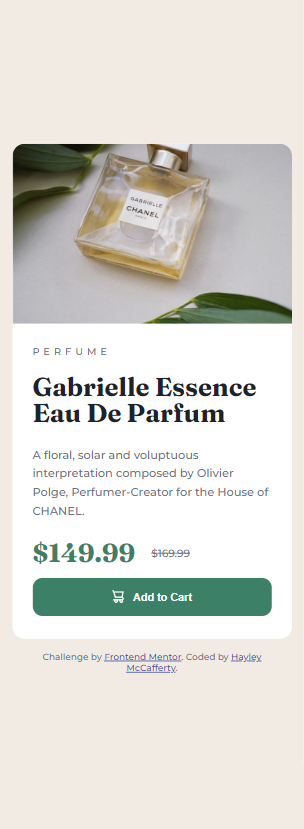 GABRIELLE
CHANEL
PERFUME
Gabrielle Essence
Eau De Parfum
A floral, solar and voluptuous
interpretation composed by Olivier
Polge, Perfumer-Creator for the House of
CHANEL.
$149.99 $169.99
Add to Cart
Challenge by Frontend Mentor. Coded by Hayley
McCafferty.